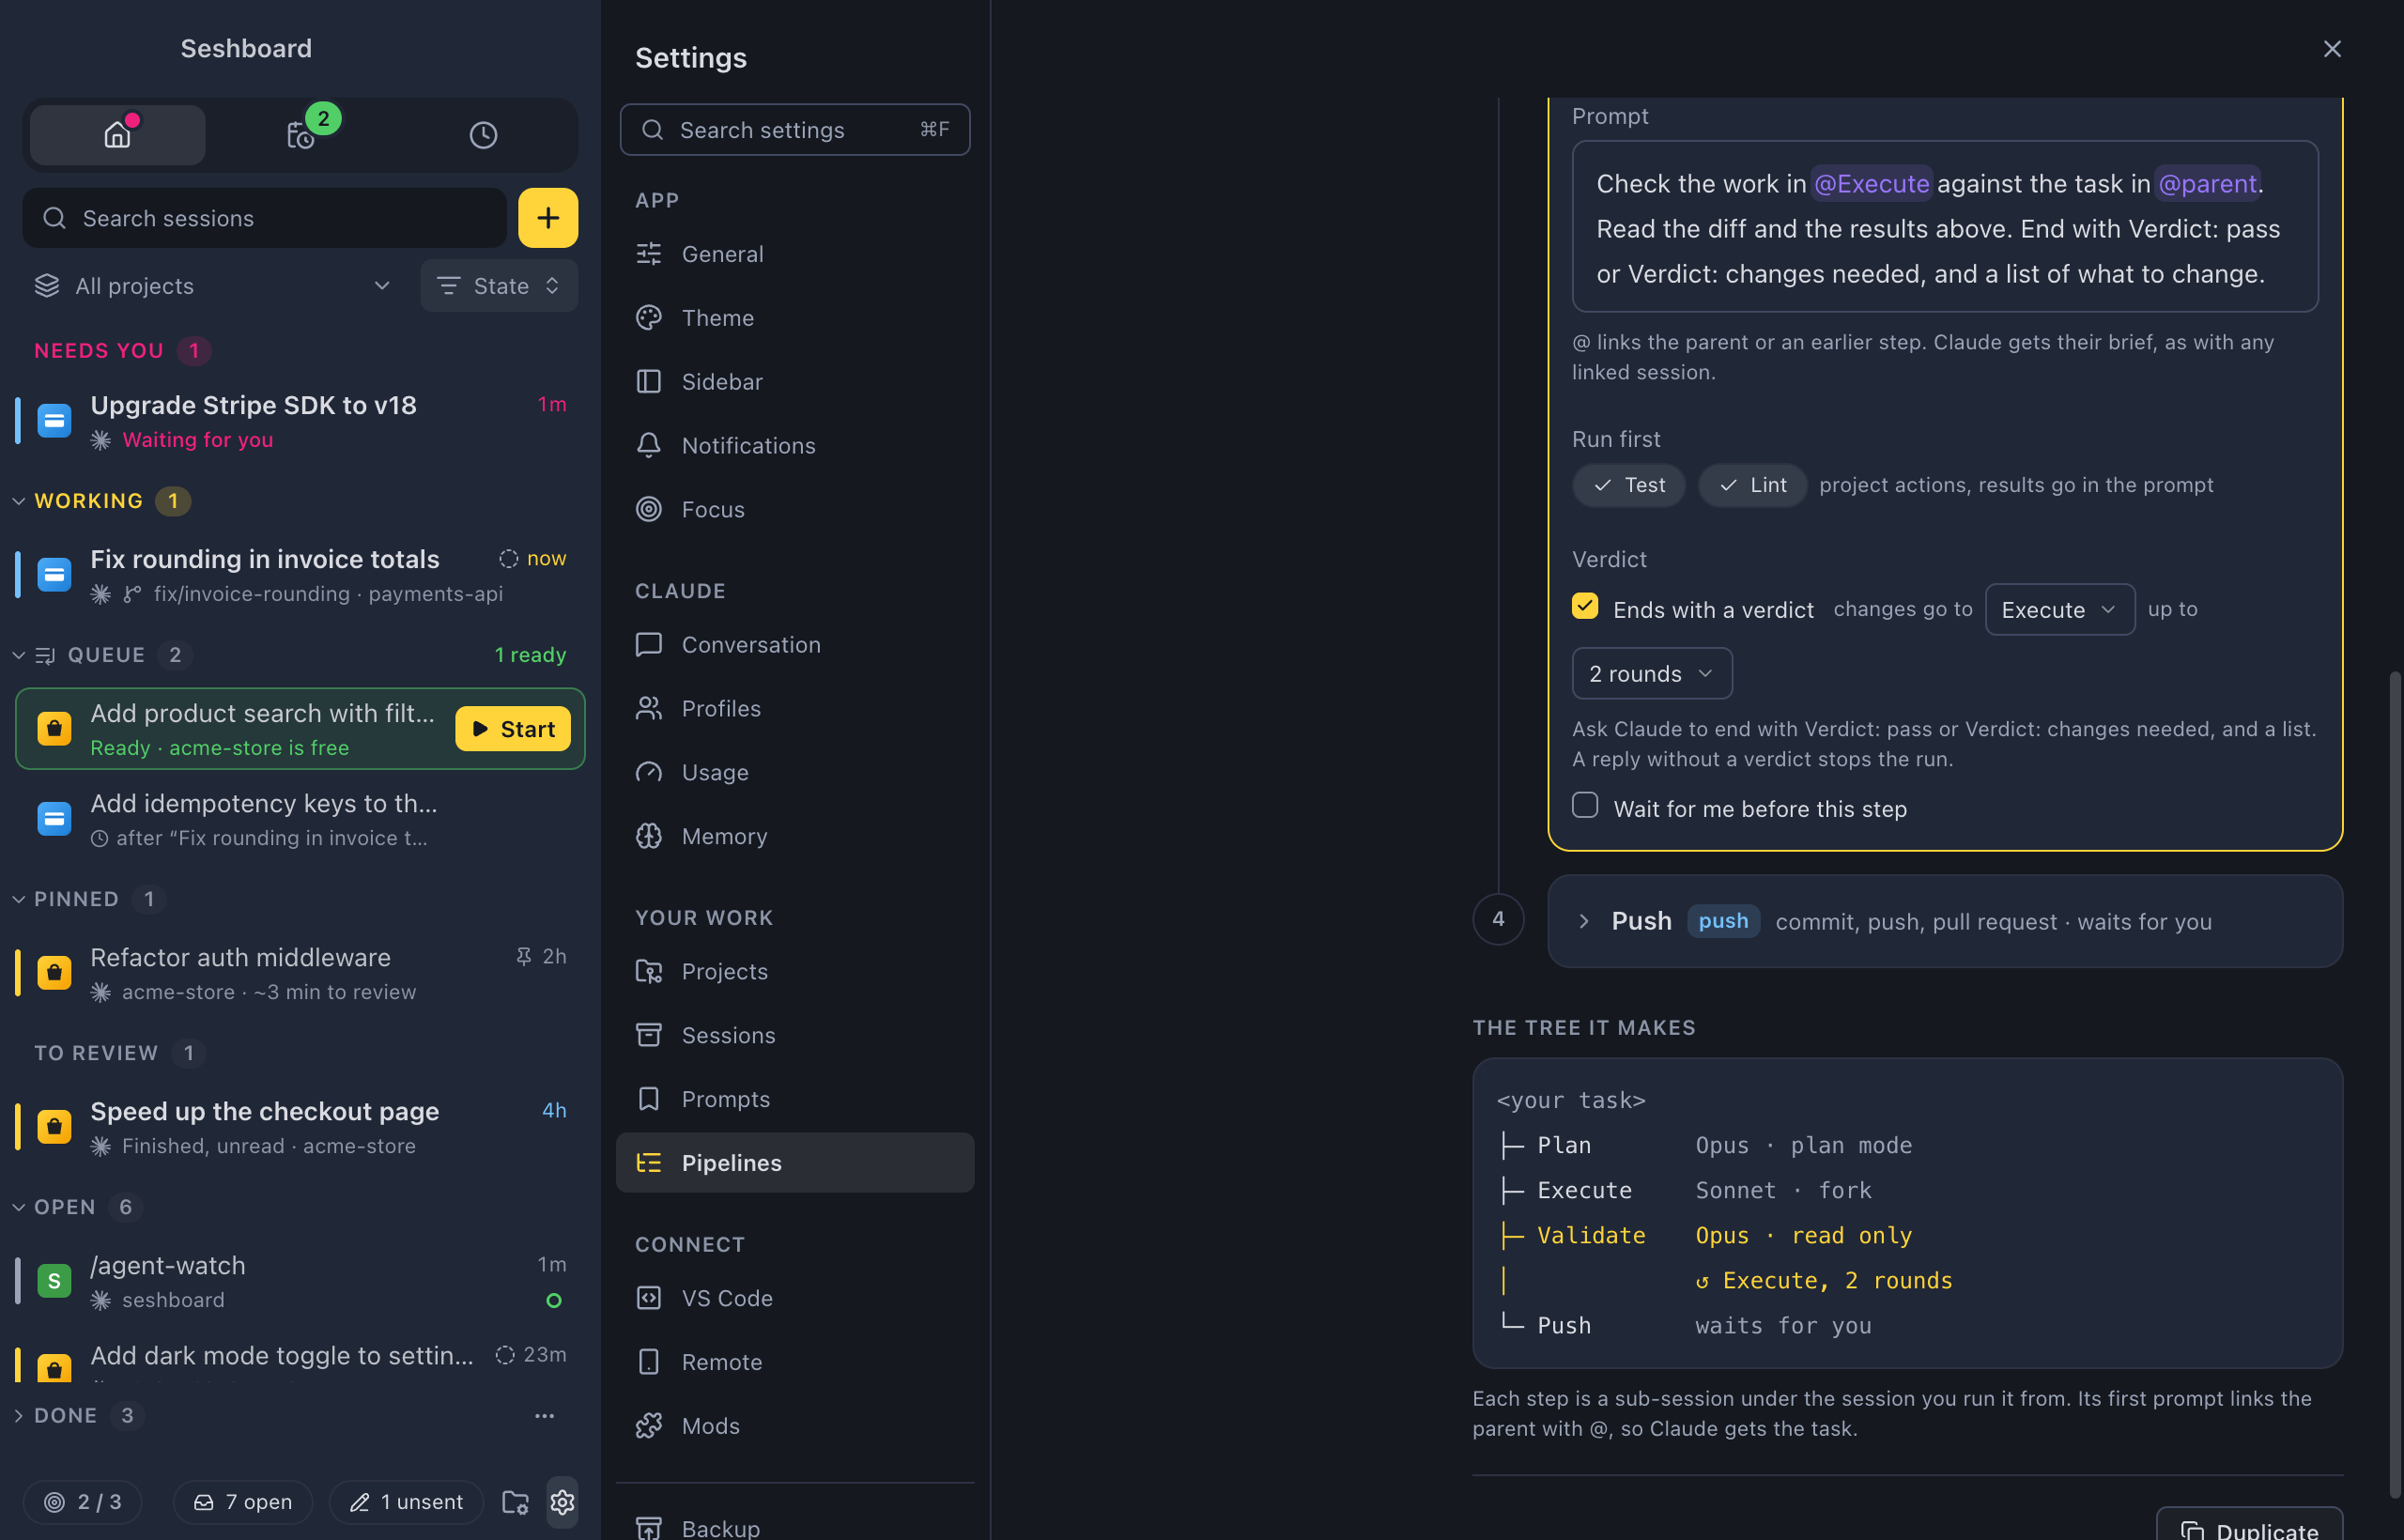 Seshboard
2
Search sessions
All projects
State
NEEDS YOU 1
Upgrade Stripe SDK to v18 1m
Waiting for you
WORKING 1
Fix rounding in invoice totals now
fix/invoice-rounding · payments-api
QUEUE 2 1 ready
Add product search with filt... Start
Ready · acme-store is free
Add idempotency keys to th...
after “Fix rounding in invoice t...
PINNED 1
Refactor auth middleware 2h
acme-store · ~3 min to review
TO REVIEW 1
Speed up the checkout page 4h
Finished, unread · acme-store
OPEN 6
S /agent-watch 1m
seshboard
Add dark mode toggle to settin... 23m
DONE 3
2 / 3
7 open
1 unsent
Settings
Search settings ⌘F
APP
General
Theme
Sidebar
Notifications
Focus
CLAUDE
Conversation
Profiles
Usage
Memory
YOUR WORK
Projects
Sessions
Prompts
Pipelines
CONNECT
VS Code
Remote
Mods
Backup
Prompt
Check the work in @Execute against the task in @parent.
Read the diff and the results above. End with Verdict: pass
or Verdict: changes needed, and a list of what to change.
@ links the parent or an earlier step. Claude gets their brief, as with any
linked session.
Run first
Test Lint project actions, results go in the prompt
Verdict
Ends with a verdict changes go to Execute up to
2 rounds
Ask Claude to end with Verdict: pass or Verdict: changes needed, and a list.
A reply without a verdict stops the run.
Wait for me before this step
4 Push push commit, push, pull request · waits for you
THE TREE IT MAKES
<your task>
├─ Plan Opus · plan mode
├─ Execute Sonnet · fork
├─ Validate Opus · read only
│ ↺ Execute, 2 rounds
└─ Push waits for you
Each step is a sub-session under the session you run it from. Its first prompt links the
parent with @, so Claude gets the task.
Duplicate